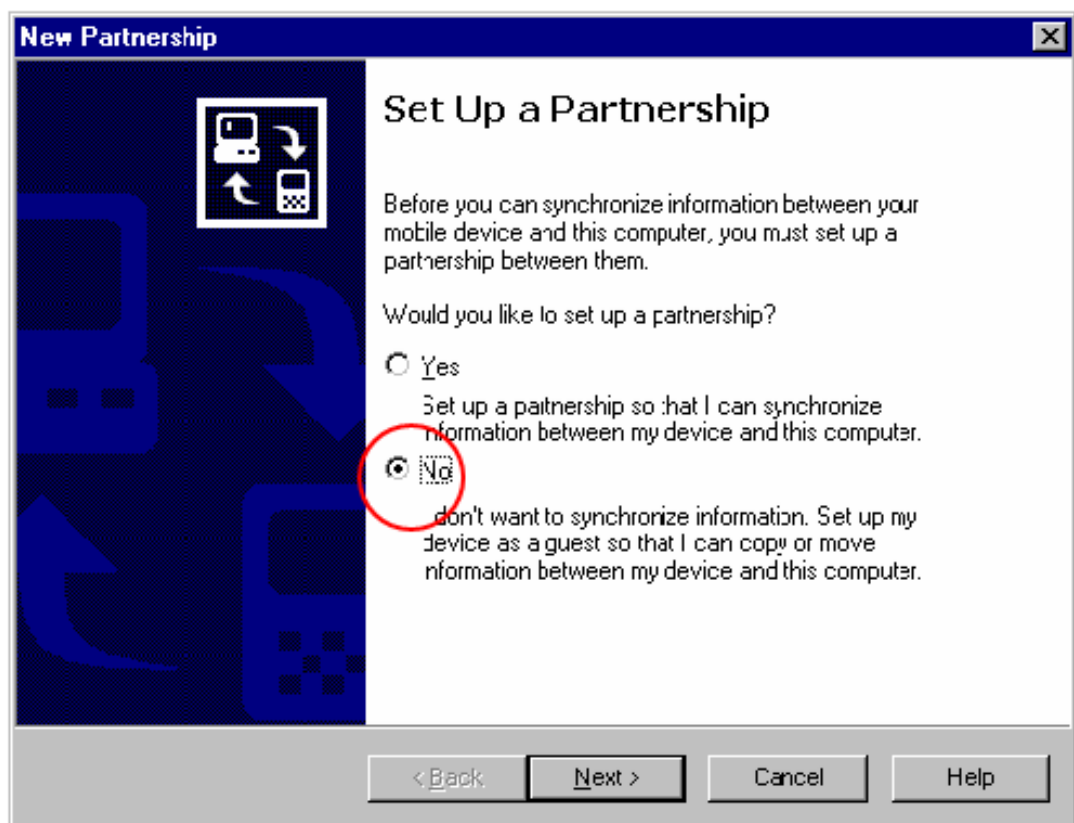 New Partnership
Set Up a Partnership
Before you can synchronize information between your
mobile device and this computer, you must set up a
partnership between them.
Would you like to set up a partnership?
Yes
Set up a partnership so that I can synchronize
information between my device and this computer.
No
I don't want to synchronize information. Set up my
device as a guest so that I can copy or move
information between my device and this computer.
< Back
Next >
Cancel
Help